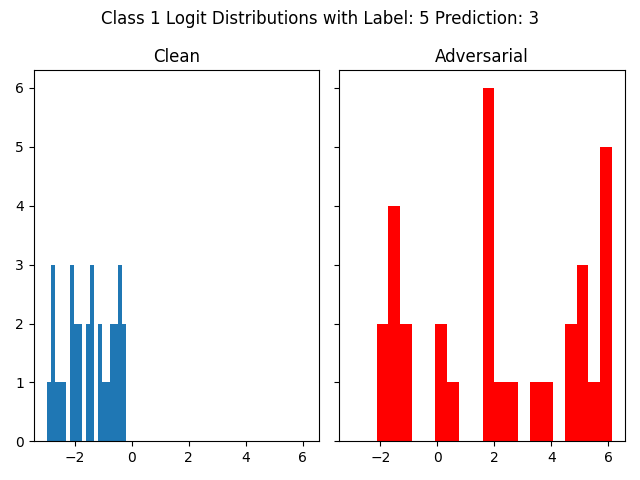 Class 1 Logit Distributions with Label: 5 Prediction: 3
Clean
Adversarial
6
5
4
3
2
1
0
−2 0 2 4 6
−2 0 2 4 6